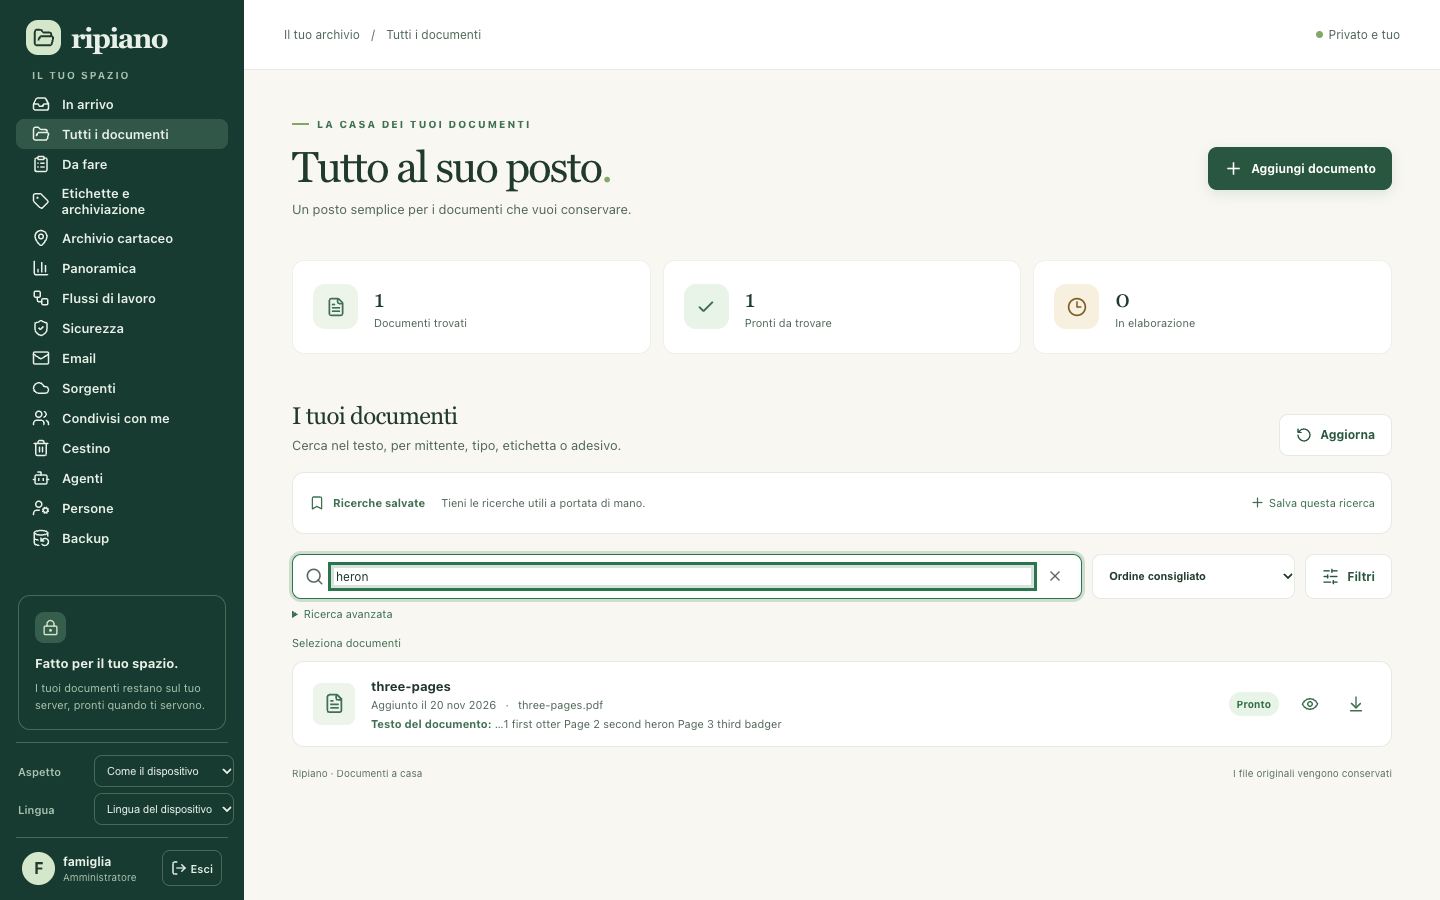 ripiano
IL TUO SPAZIO
In arrivo
Tutti i documenti
Da fare
Etichette e
archiviazione
Archivio cartaceo
Panoramica
Flussi di lavoro
Sicurezza
Email
Sorgenti
Condivisi con me
Cestino
Agenti
Persone
Backup
Fatto per il tuo spazio.
I tuoi documenti restano sul tuo
server, pronti quando ti servono.
Aspetto
Come il dispositivo
Lingua
Lingua del dispositivo
F
famiglia
Amministratore
Esci
Il tuo archivio / Tutti i documenti
Privato e tuo
LA CASA DEI TUOI DOCUMENTI
Tutto al suo posto.
Un posto semplice per i documenti che vuoi conservare.
Aggiungi documento
1
Documenti trovati
1
Pronti da trovare
0
In elaborazione
I tuoi documenti
Cerca nel testo, per mittente, tipo, etichetta o adesivo.
Aggiorna
Ricerche salvate Tieni le ricerche utili a portata di mano.
Salva questa ricerca
heron
Ordine consigliato
Filtri
Ricerca avanzata
Seleziona documenti
three-pages
Aggiunto il 20 nov 2026 · three-pages.pdf
Testo del documento: ...1 first otter Page 2 second heron Page 3 third badger
Pronto
Ripiano · Documenti a casa
I file originali vengono conservati